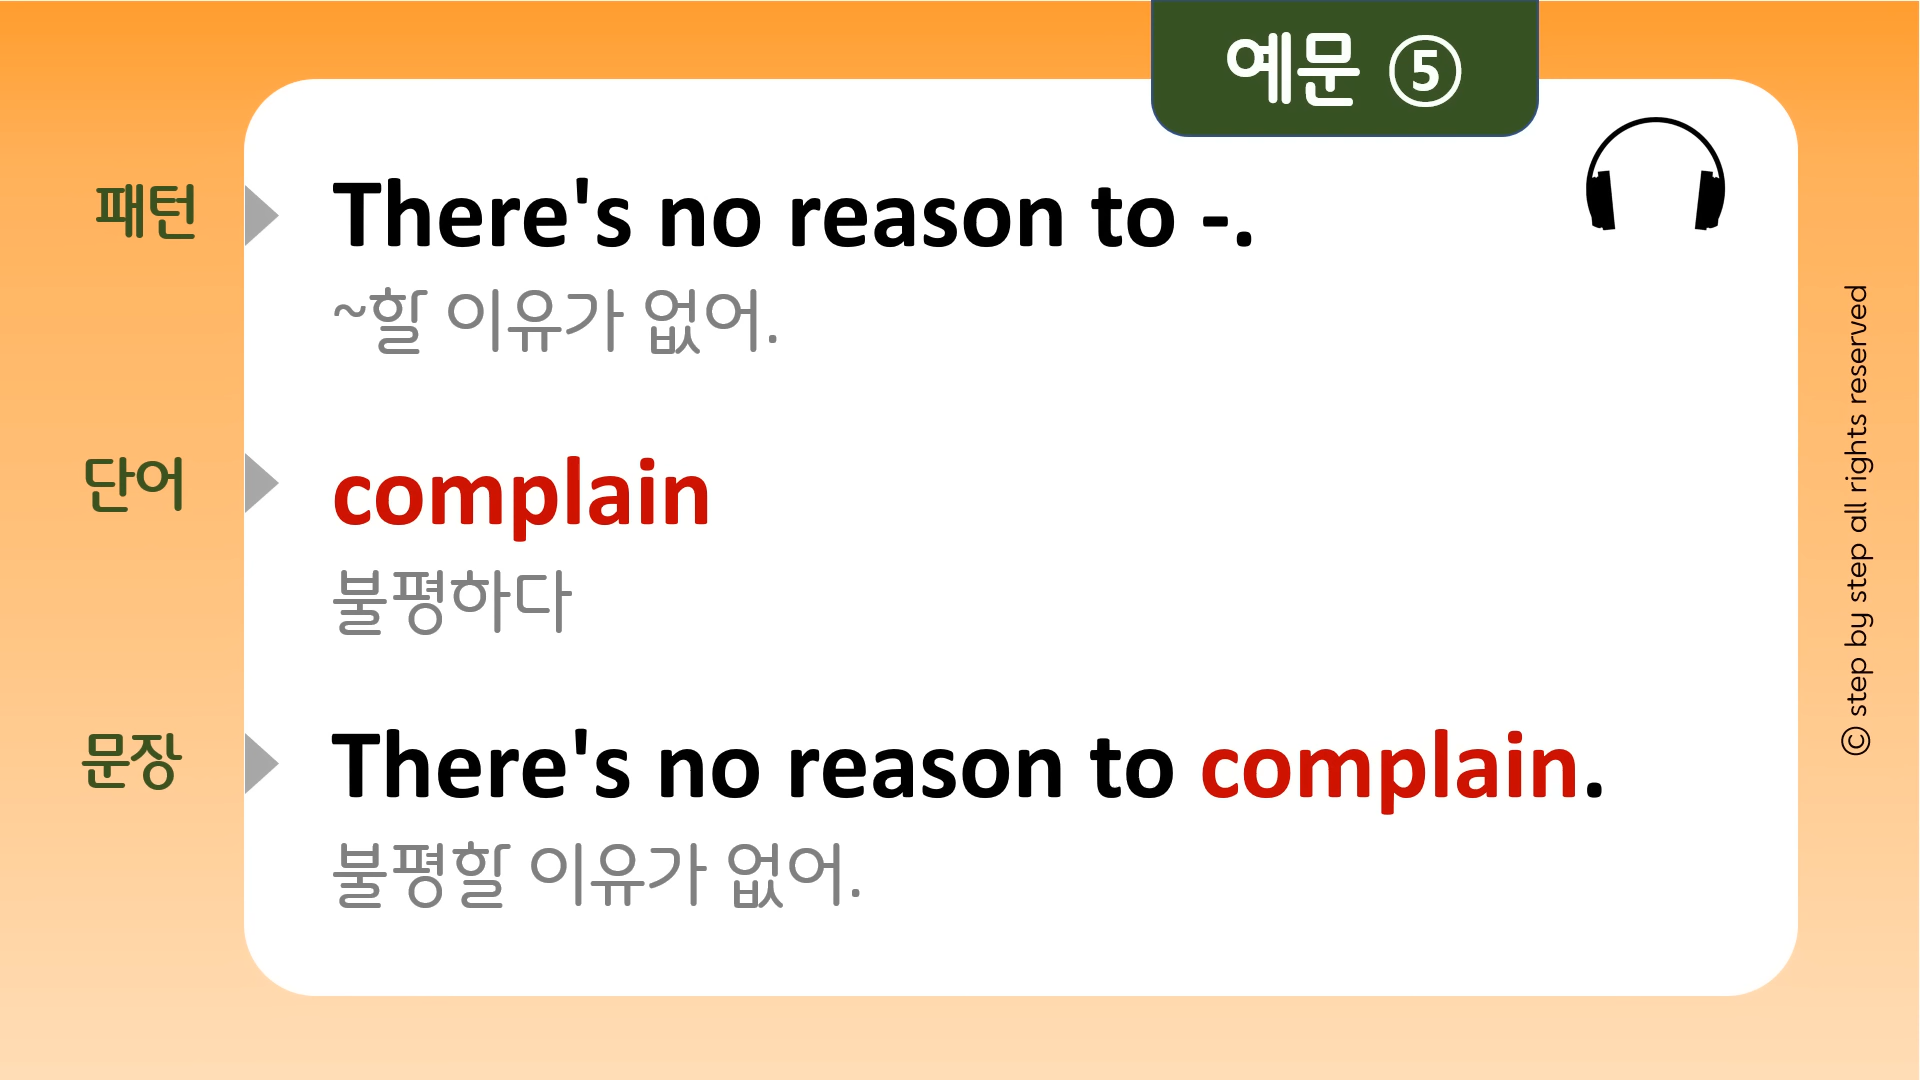 예문 ⑤
패턴
There's no reason to -.
~할 이유가 없어.
단어
complain
불평하다
문장
There's no reason to complain.
불평할 이유가 없어.
© step by step all rights reserved